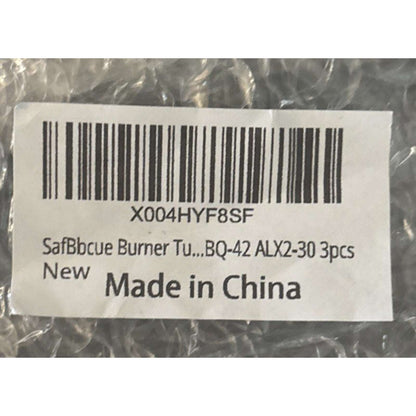 X004HYF8SF
SafBbcue Burner Tu...BQ-42 ALX2-30 3pcs
New
Made in China